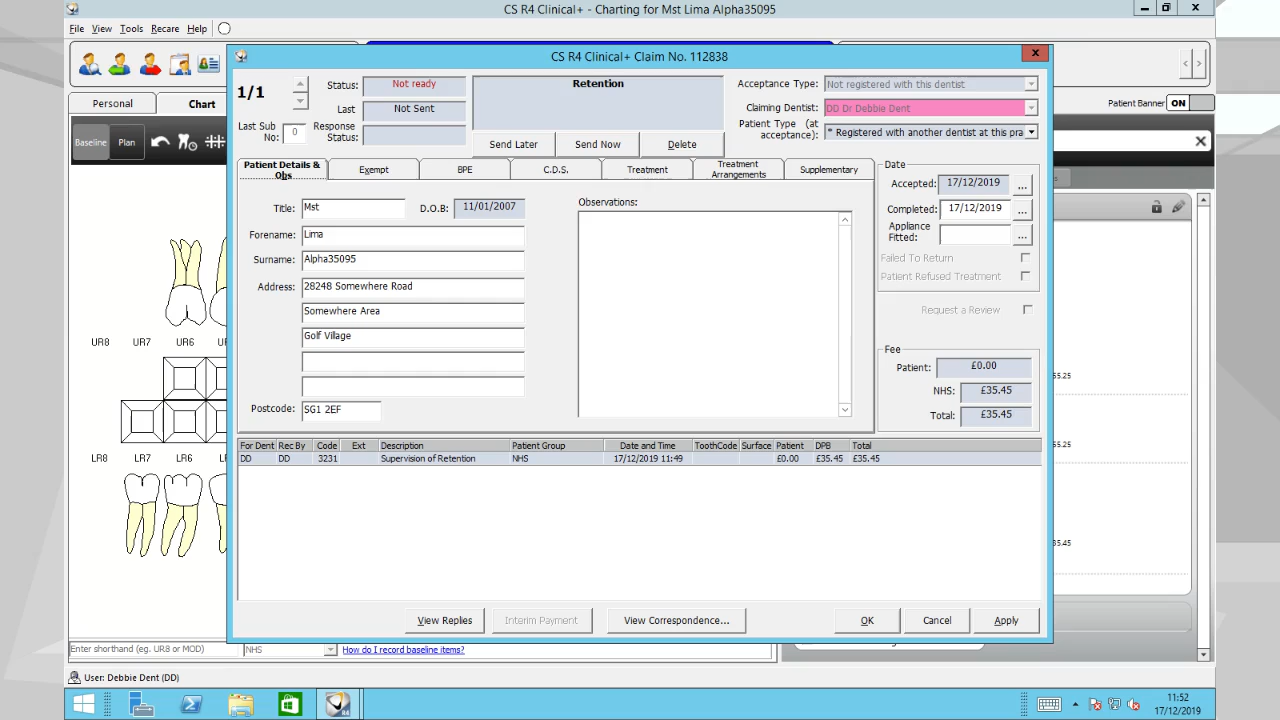 CS R4 Clinical+ - Charting for Mst Lima Alpha35095
File View Tools Recare Help
CS R4 Clinical+ Claim No. 112838
1/1
Status: Not ready
Last Not Sent
Last Sub No: 0
Response Status:
Retention
Send Later Send Now Delete
Acceptance Type: Not registered with this dentist
Claiming Dentist: DD Dr Debbie Dent
Patient Type (at acceptance): * Registered with another dentist at this pra
Personal Chart
Patient Banner ON
Baseline Plan
Patient Details & Obs
Exempt
BPE
C.D.S.
Treatment
Treatment Arrangements
Supplementary
Title: Mst
D.O.B: 11/01/2007
Forename: Lima
Surname: Alpha35095
Address: 28248 Somewhere Road
Somewhere Area
Golf Village
Postcode: SG1 2EF
Observations:
Date
Accepted: 17/12/2019 ...
Completed: 17/12/2019 ...
Appliance Fitted: ...
Failed To Return
Patient Refused Treatment
Request a Review
Fee
Patient: £0.00
NHS: £35.45
Total: £35.45
UR8 UR7 UR6
LR8 LR7 LR6
55.25
55.25
35.45
For Dent Rec By Code Ext Description Patient Group Date and Time ToothCode Surface Patient DPB Total
DD DD 3231 Supervision of Retention NHS 17/12/2019 11:49 £0.00 £35.45 £35.45
View Replies Interim Payment View Correspondence... OK Cancel Apply
Enter shorthand (eg. UR8 or MOD) NHS How do I record baseline items?
User: Debbie Dent (DD)
11:52
17/12/2019